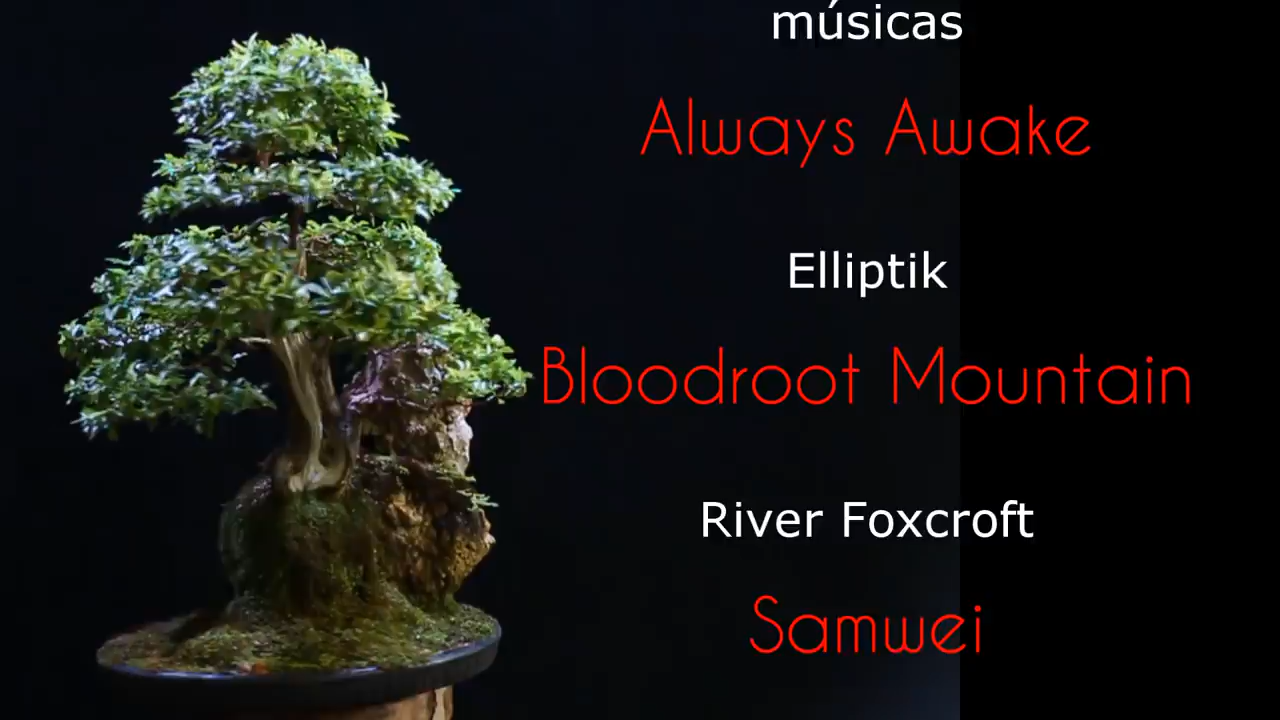 músicas
Always Awake
Elliptik
Bloodroot Mountain
River Foxcroft
Samwei